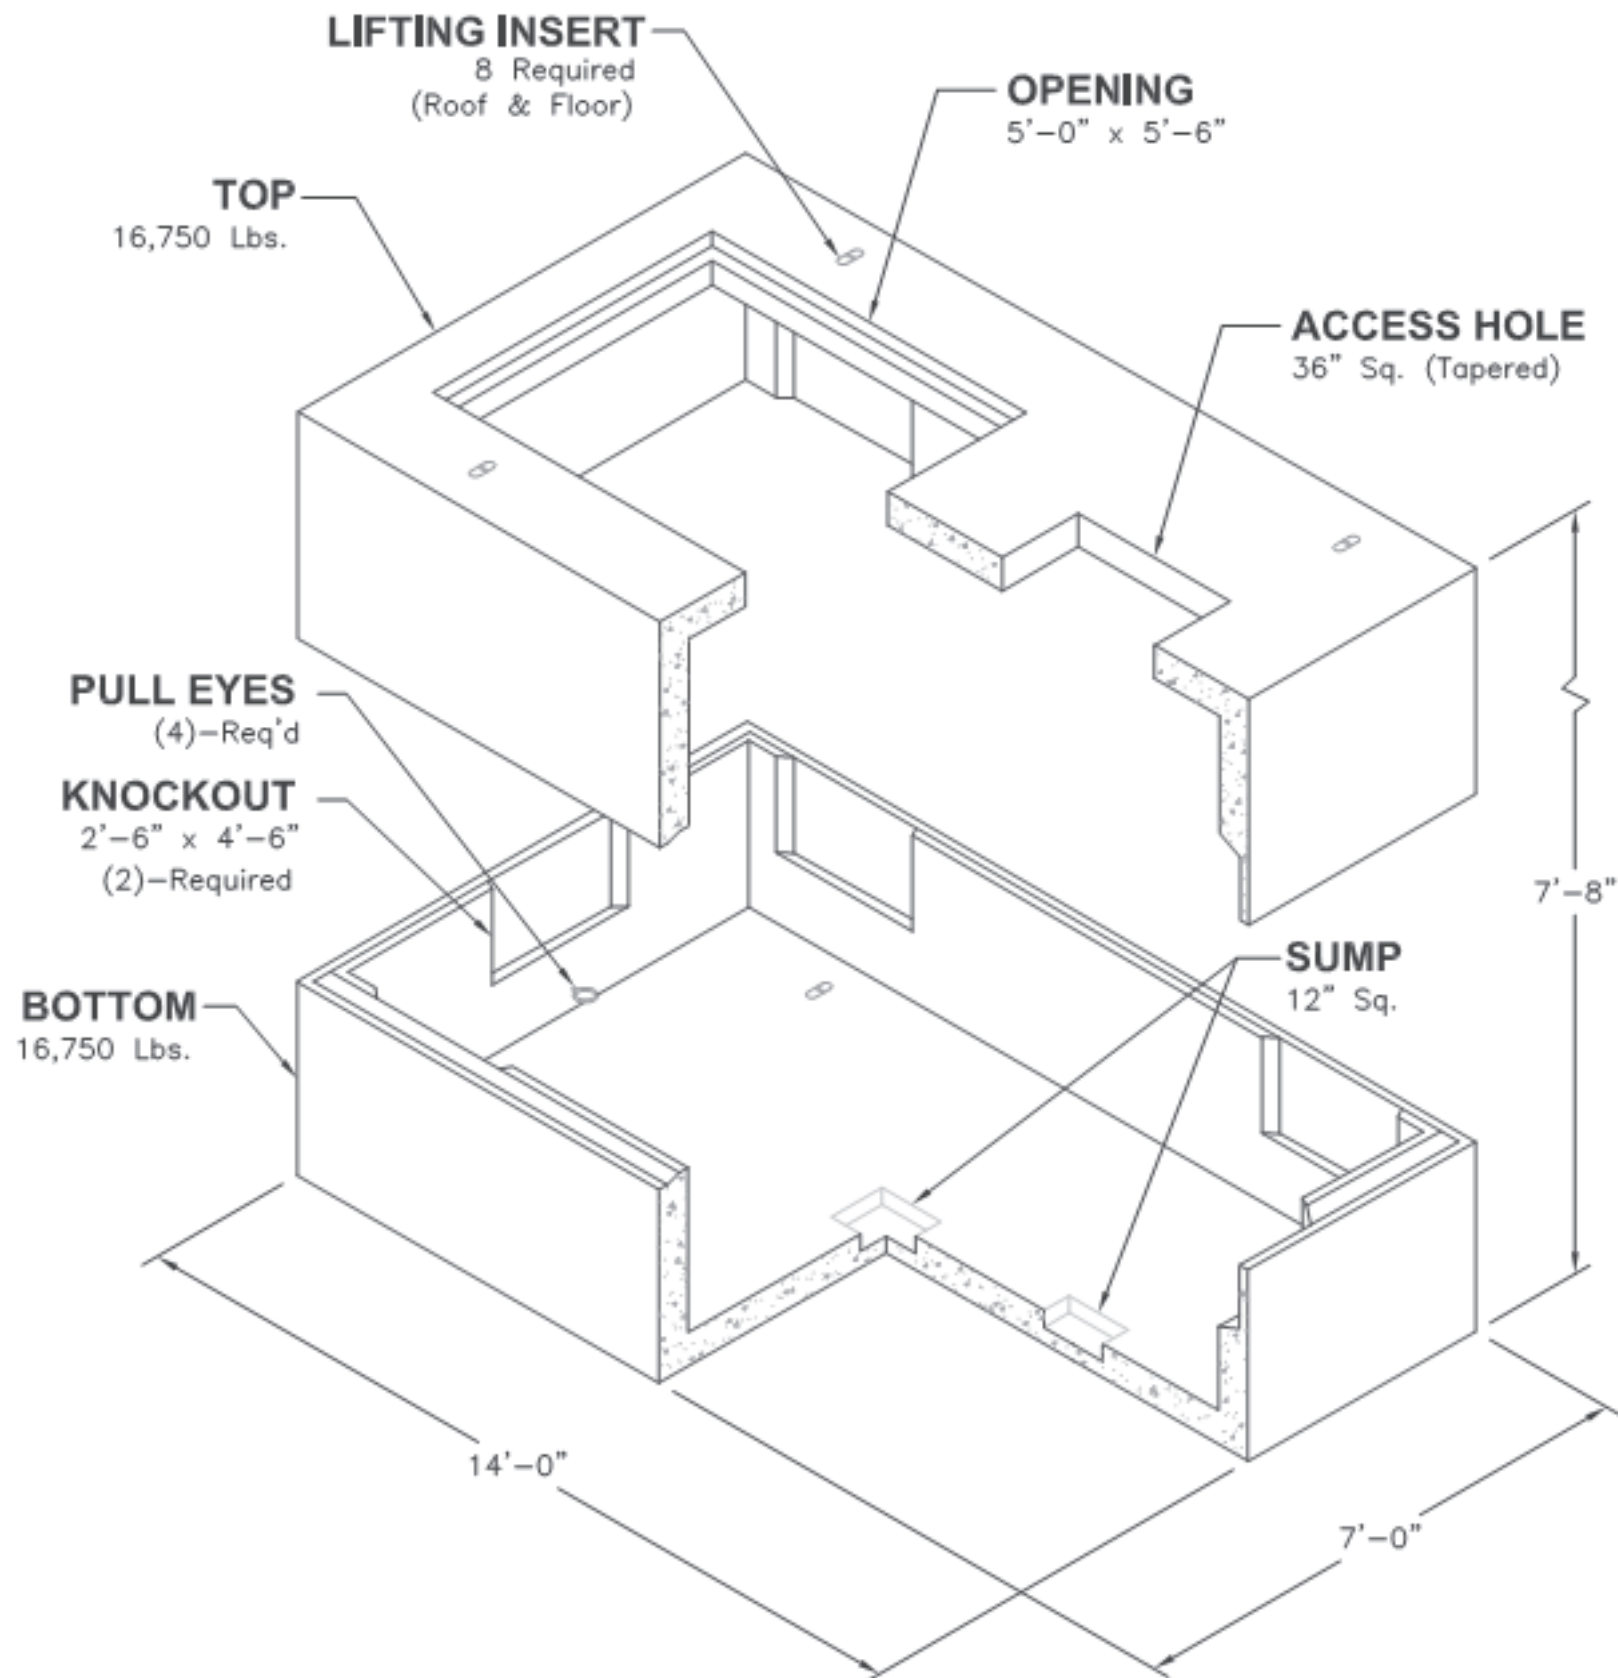 LIFTING INSERT
8 Required
(Roof & Floor)
OPENING
5'-0" x 5'-6"
TOP
16,750 Lbs.
ACCESS HOLE
36" Sq. (Tapered)
PULL EYES
(4)-Req'd
KNOCKOUT
2'-6" x 4'-6"
(2)-Required
7'-8"
SUMP
12" Sq.
BOTTOM
16,750 Lbs.
14'-0"
7'-0"